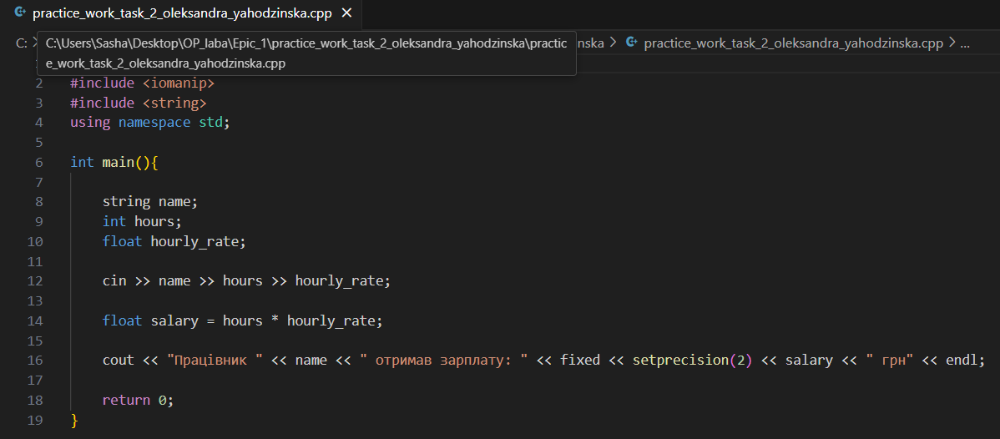 practice_work_task_2_oleksandra_yahodzinska.cpp ✕
C: > nska > practice_work_task_2_oleksandra_yahodzinska.cpp > ...
C:\Users\Sasha\Desktop\OP_laba\Epic_1\practice_work_task_2_oleksandra_yahodzinska\practic
e_work_task_2_oleksandra_yahodzinska.cpp
2 #include <iomanip>
3 #include <string>
4 using namespace std;
5
6 int main(){
7
8 string name;
9 int hours;
10 float hourly_rate;
11
12 cin >> name >> hours >> hourly_rate;
13
14 float salary = hours * hourly_rate;
15
16 cout << "Працівник " << name << " отримав зарплату: " << fixed << setprecision(2) << salary << " грн" << endl;
17
18 return 0;
19 }